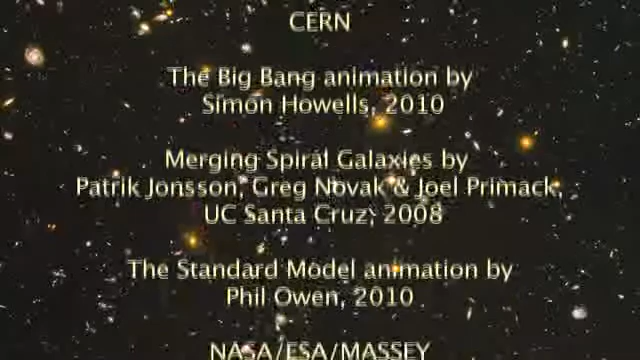 CERN
The Big Bang animation by
Simon Howells, 2010
Merging Spiral Galaxies by
Patrik Jonsson, Greg Novak & Joel Primack,
UC Santa Cruz, 2008
The Standard Model animation by
Phil Owen, 2010
NASA/ESA/MASSEY